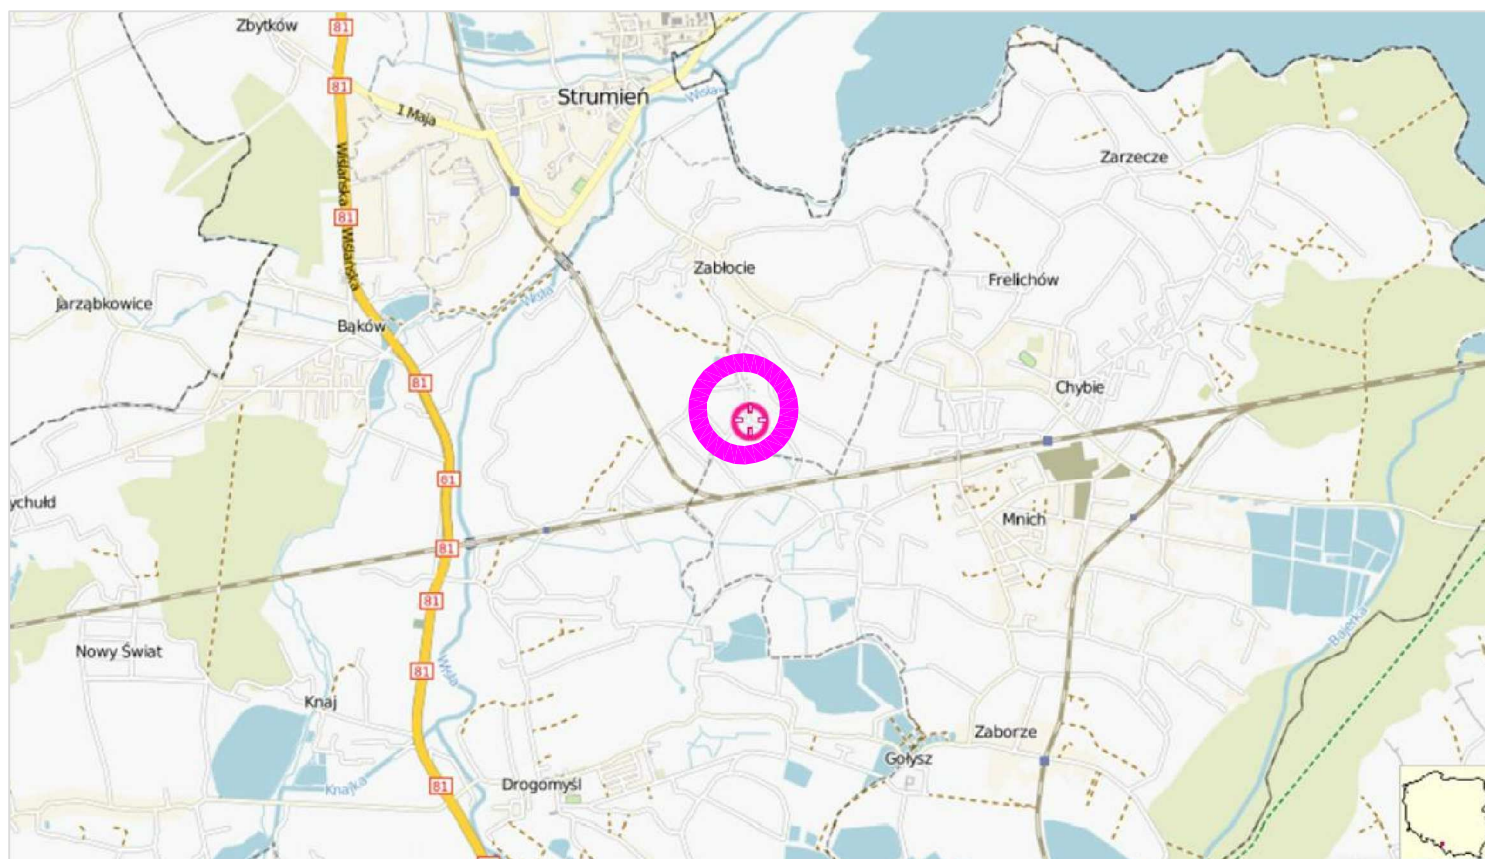 Zbytków
81
81
Strumień
Wisła
1 Maja
Wiślańska
Zarzecze
81
Wiślańska
Zabłocie
Frelichów
Jarząbkowice
Wisła
Bąków
81
Chybie
81
ychułd
Mnich
81
81
Bajerka
Nowy Świat
81
Wisła
Knaj
Zaborze
Gołysz
Knajka
81
Drogomyśl